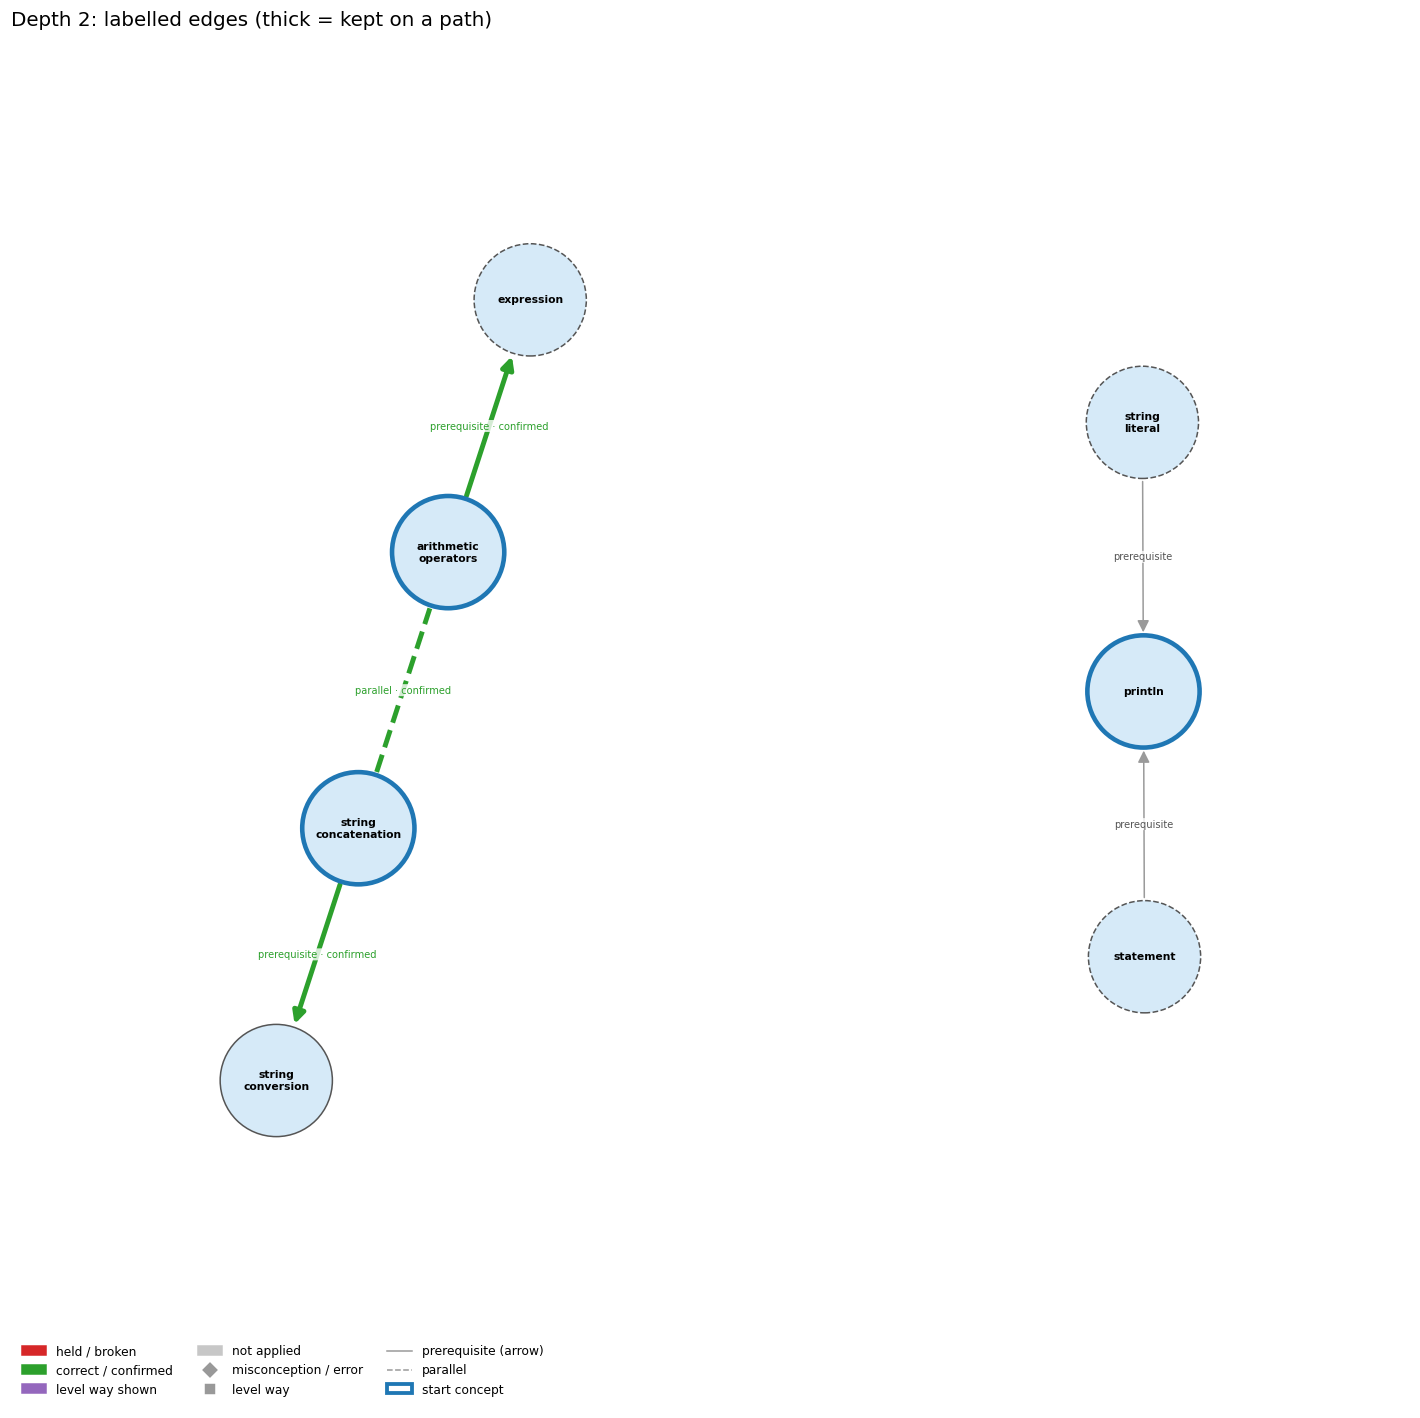 Depth 2: labelled edges (thick = kept on a path)
expression
string
literal
prerequisite · confirmed
arithmetic
operators
prerequisite
parallel · confirmed
println
string
concatenation
prerequisite
prerequisite · confirmed
statement
string
conversion
held / broken
correct / confirmed
level way shown
not applied
misconception / error
level way
prerequisite (arrow)
parallel
start concept